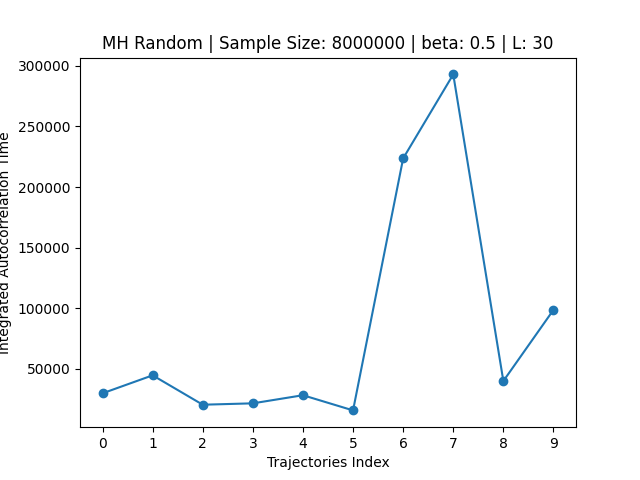 MH Random | Sample Size: 8000000 | beta: 0.5 | L: 30
300000
250000
200000
150000
100000
50000
Integrated Autocorrelation Time
0 1 2 3 4 5 6 7 8 9
Trajectories Index